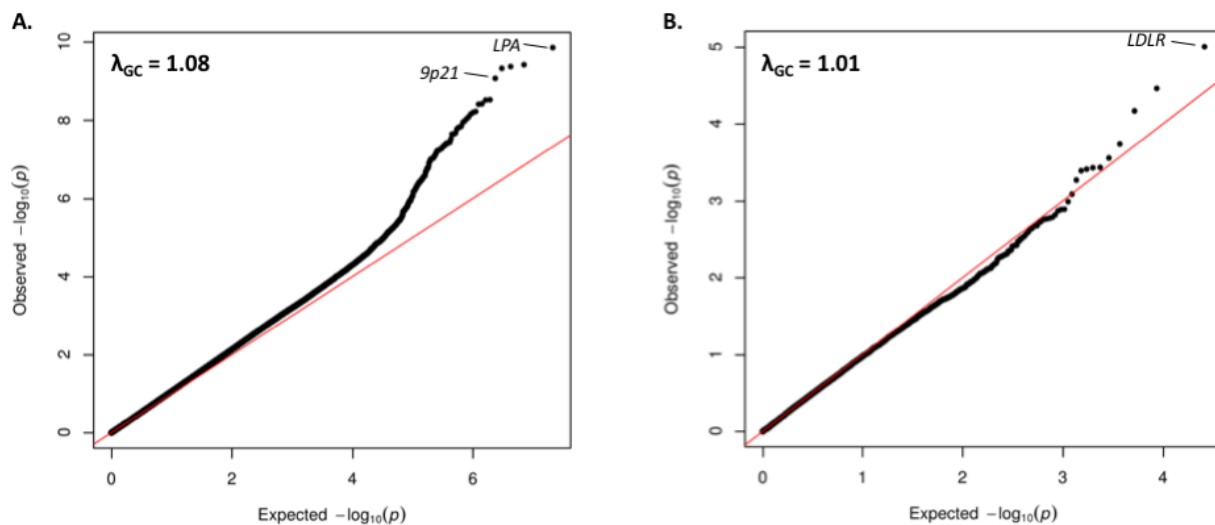 A.
λGC = 1.08
LPA
9p21
10
8
6
4
2
0
Observed −log10(p)
0 2 4 6
Expected −log10(p)
B.
λGC = 1.01
LDLR
5
4
3
2
1
0
Observed −log10(p)
0 1 2 3 4
Expected −log10(p)